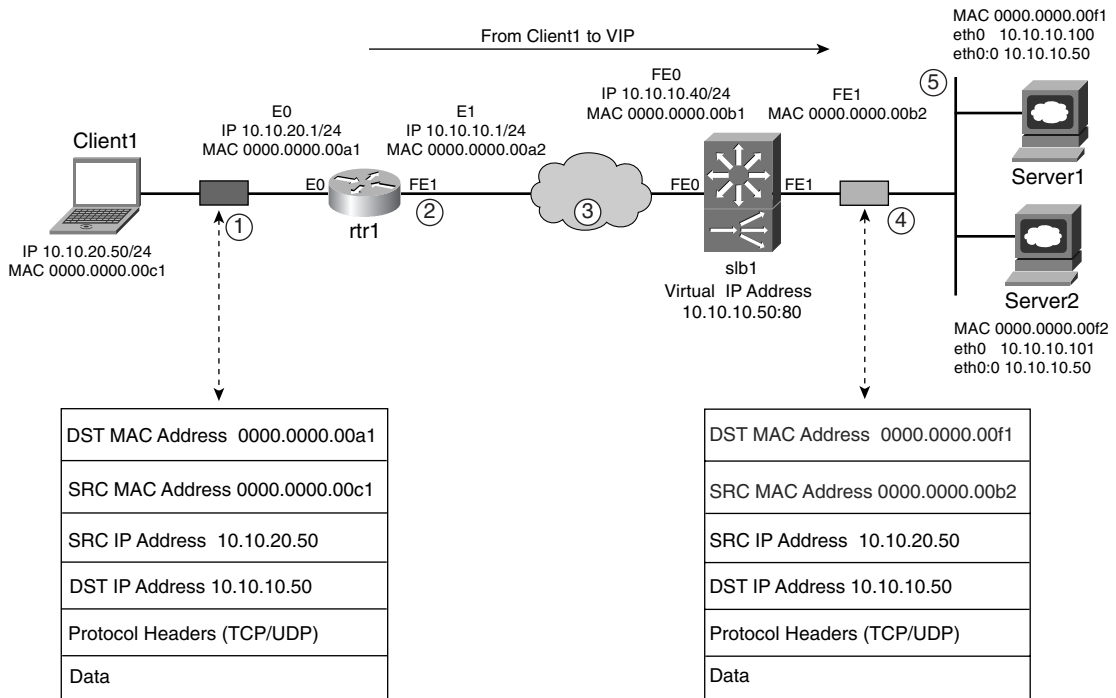 From Client1 to VIP
MAC 0000.0000.00f1
eth0 10.10.10.100
eth0:0 10.10.10.50
5
Server1
FE0
IP 10.10.10.40/24
MAC 0000.0000.00b1
FE1
MAC 0000.0000.00b2
E0
IP 10.10.20.1/24
MAC 0000.0000.00a1
E1
IP 10.10.10.1/24
MAC 0000.0000.00a2
Client1
IP 10.10.20.50/24
MAC 0000.0000.00c1
1
E0
rtr1
FE1
2
3
FE0
FE1
slb1
Virtual IP Address
10.10.10.50:80
4
Server2
MAC 0000.0000.00f2
eth0 10.10.10.101
eth0:0 10.10.10.50
DST MAC Address 0000.0000.00a1
SRC MAC Address 0000.0000.00c1
SRC IP Address 10.10.20.50
DST IP Address 10.10.10.50
Protocol Headers (TCP/UDP)
Data
DST MAC Address 0000.0000.00f1
SRC MAC Address 0000.0000.00b2
SRC IP Address 10.10.20.50
DST IP Address 10.10.10.50
Protocol Headers (TCP/UDP)
Data